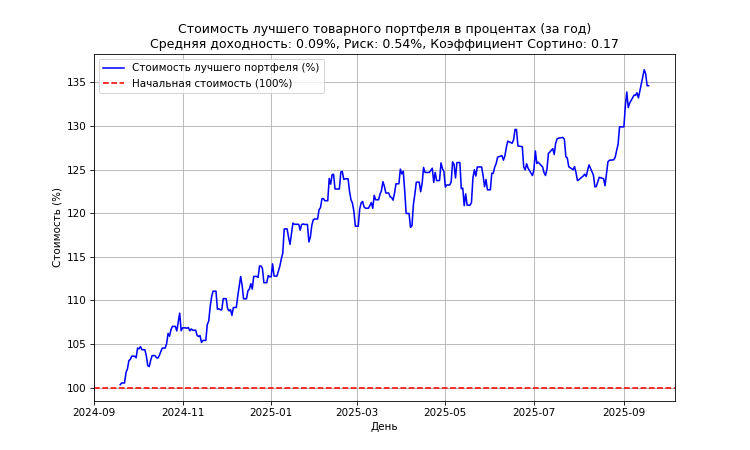 Стоимость лучшего товарного портфеля в процентах (за год)
Средняя доходность: 0.09%, Риск: 0.54%, Коэффициент Сортино: 0.17
Стоимость лучшего портфеля (%)
Начальная стоимость (100%)
Стоимость (%)
135
130
125
120
115
110
105
100
2024-09
2024-11
2025-01
2025-03
2025-05
2025-07
2025-09
День